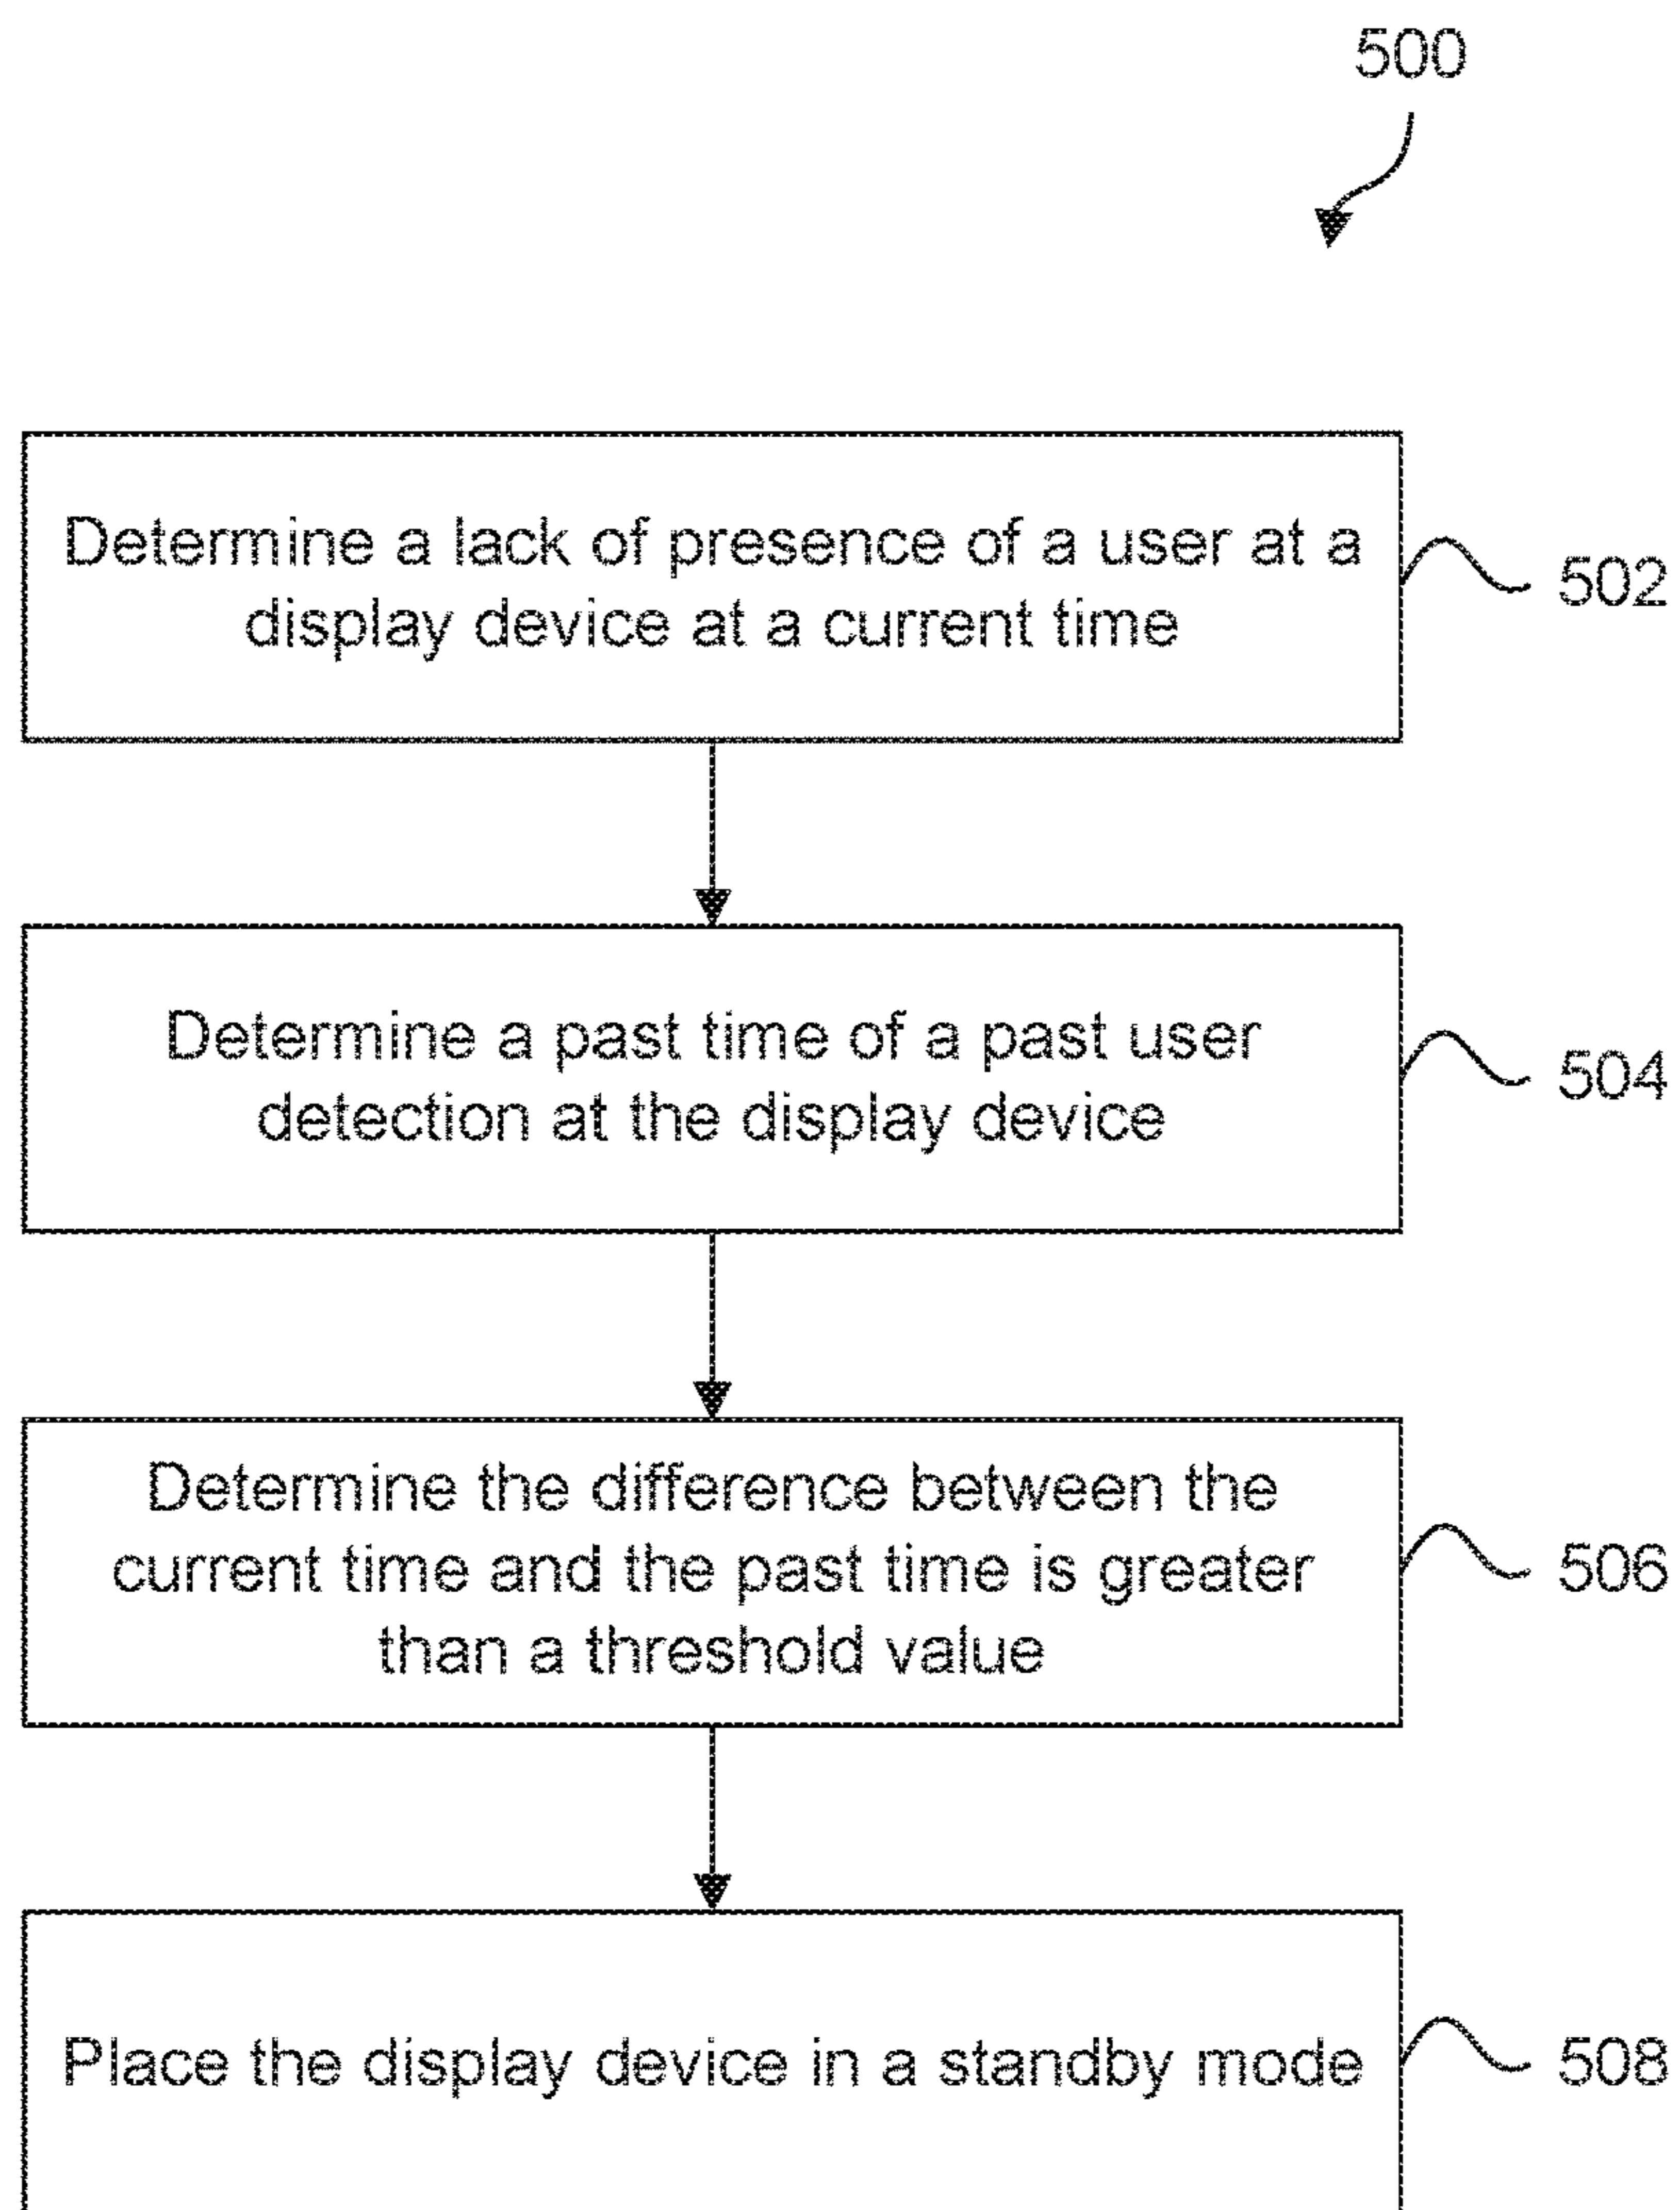 500
Determine a lack of presence of a user at a
display device at a current time
502
Determine a past time of a past user
detection at the display device
504
Determine the difference between the
current time and the past time is greater
than a threshold value
506
Place the display device in a standby mode
508